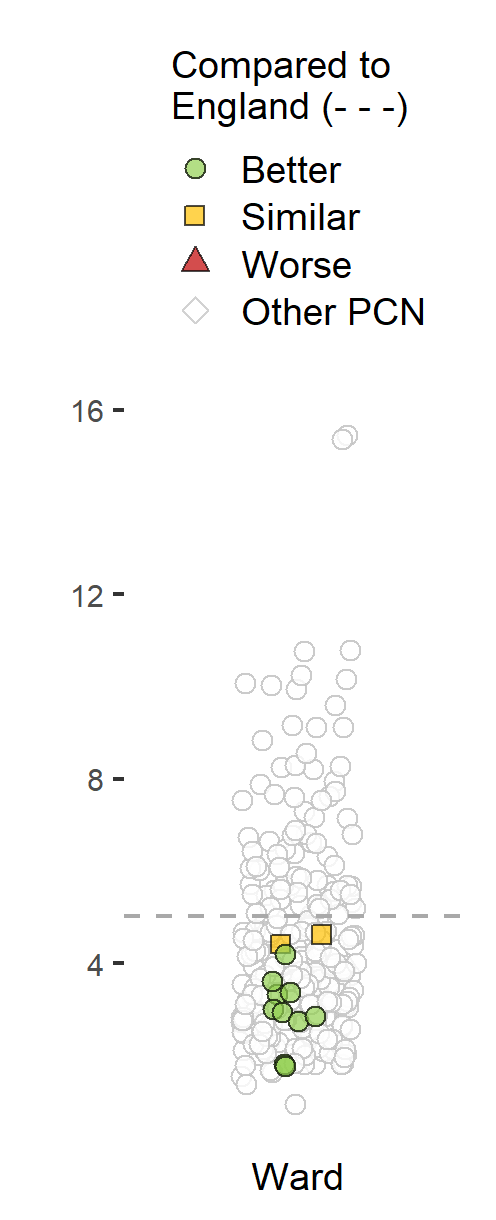 Compared to
England (- - -)
Better
Similar
Worse
Other PCN
16
12
8
4
Ward